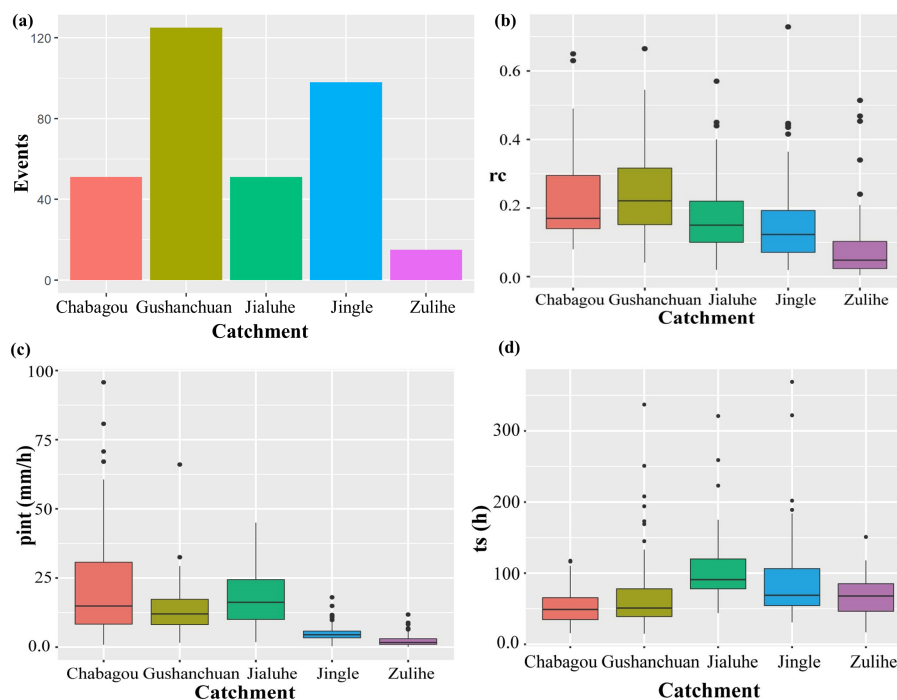 (a)
120
80
40
0
Events
Chabagou Gushanchuan Jialuhe Jingle Zulihe
Catchment
(b)
0.6
0.4
0.2
0.0
rc
Chabagou Gushanchuan Jialuhe Jingle Zulihe
Catchment
(c)
100
75
50
25
0.0
pint (mm/h)
Chabagou Gushanchuan Jialuhe Jingle Zulihe
Catchment
(d)
300
100
100
0.0
ts (h)
Chabagou Gushanchuan Jialuhe Jingle Zulihe
Catchment